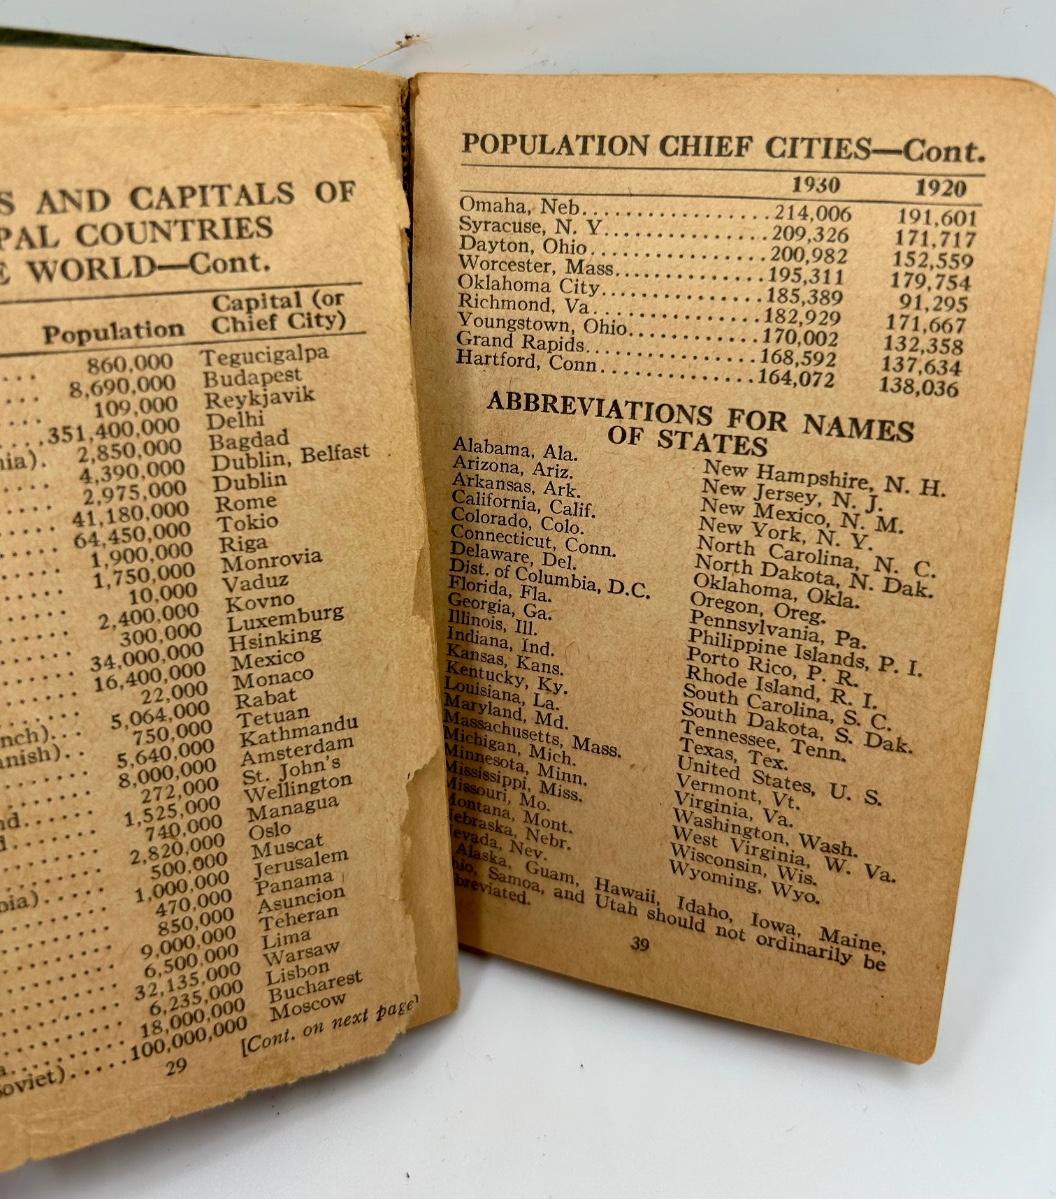 S AND CAPITALS OF
PAL COUNTRIES
E WORLD—Cont.
Population Capital (or
Chief City)
.... 860,000 Tegucigalpa
.... 8,690,000 Budapest
.... 109,000 Reykjavik
....351,400,000 Delhi
nia). 2,850,000 Bagdad
.... 4,390,000 Dublin, Belfast
.... 2,975,000 Dublin
.... 41,180,000 Rome
.... 64,450,000 Tokio
.... 1,900,000 Riga
.... 1,750,000 Monrovia
.... 10,000 Vaduz
.... 2,400,000 Kovno
.... 300,000 Luxemburg
.... 34,000,000 Hsinking
.... 16,400,000 Mexico
.... 22,000 Monaco
nch)... 5,064,000 Rabat
nish).. 750,000 Tetuan
.... 5,640,000 Kathmandu
.... 8,000,000 Amsterdam
nd.... 272,000 St. John's
d..... 1,525,000 Wellington
.... 740,000 Managua
.... 2,820,000 Oslo
bia).... 500,000 Muscat
.... 1,000,000 Jerusalem
.... 470,000 Panama
.... 850,000 Asuncion
.... 9,000,000 Teheran
.... 6,500,000 Lima
.... 32,135,000 Warsaw
.... 6,235,000 Lisbon
a....... 18,000,000 Bucharest
oviet).....100,000,000 Moscow
29 [Cont. on next page]
POPULATION CHIEF CITIES—Cont.
1930 1920
Omaha, Neb..................214,006 191,601
Syracuse, N. Y...............209,326 171,717
Dayton, Ohio................200,982 152,559
Worcester, Mass.............195,311 179,754
Oklahoma City..............185,389 91,295
Richmond, Va...............182,929 171,667
Youngstown, Ohio...........170,002 132,358
Grand Rapids...............168,592 137,634
Hartford, Conn.............164,072 138,036
ABBREVIATIONS FOR NAMES
OF STATES
Alabama, Ala.
Arizona, Ariz.
Arkansas, Ark.
California, Calif.
Colorado, Colo.
Connecticut, Conn.
Delaware, Del.
Dist. of Columbia, D.C.
Florida, Fla.
Georgia, Ga.
Illinois, Ill.
Indiana, Ind.
Kansas, Kans.
Kentucky, Ky.
Louisiana, La.
Maryland, Md.
Massachusetts, Mass.
Michigan, Mich.
Minnesota, Minn.
Mississippi, Miss.
Missouri, Mo.
Montana, Mont.
Nebraska, Nebr.
Nevada, Nev.
New Hampshire, N. H.
New Jersey, N. J.
New Mexico, N. M.
New York, N. Y.
North Carolina, N. C.
North Dakota, N. Dak.
Oklahoma, Okla.
Oregon, Oreg.
Pennsylvania, Pa.
Philippine Islands, P. I.
Porto Rico, P. R.
Rhode Island, R. I.
South Carolina, S. C.
South Dakota, S. Dak.
Tennessee, Tenn.
Texas, Tex.
United States, U. S.
Vermont, Vt.
Virginia, Va.
Washington, Wash.
West Virginia, W. Va.
Wisconsin, Wis.
Wyoming, Wyo.
Alaska, Guam, Hawaii, Idaho, Iowa, Maine,
hio, Samoa, and Utah should not ordinarily be
breviated.
39